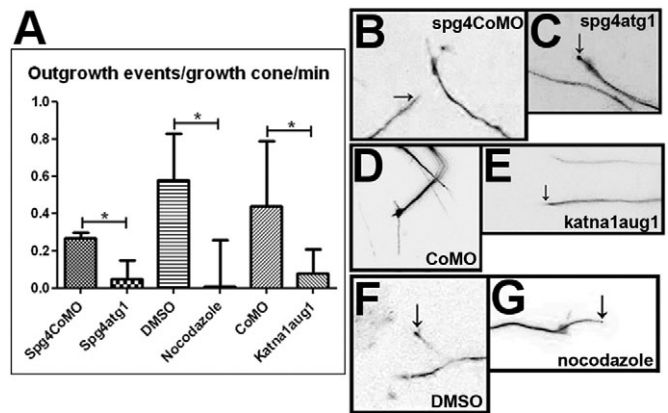 A
Outgrowth events/growth cone/min
1.0
0.8
0.6
0.4
0.2
0.0
*
*
*
Spg4CoMO
Spg4atg1
DMSO
Nocodazole
CoMO
Katna1aug1
B
spg4CoMO
C
spg4atg1
D
CoMO
E
katna1aug1
F
DMSO
G
nocodazole